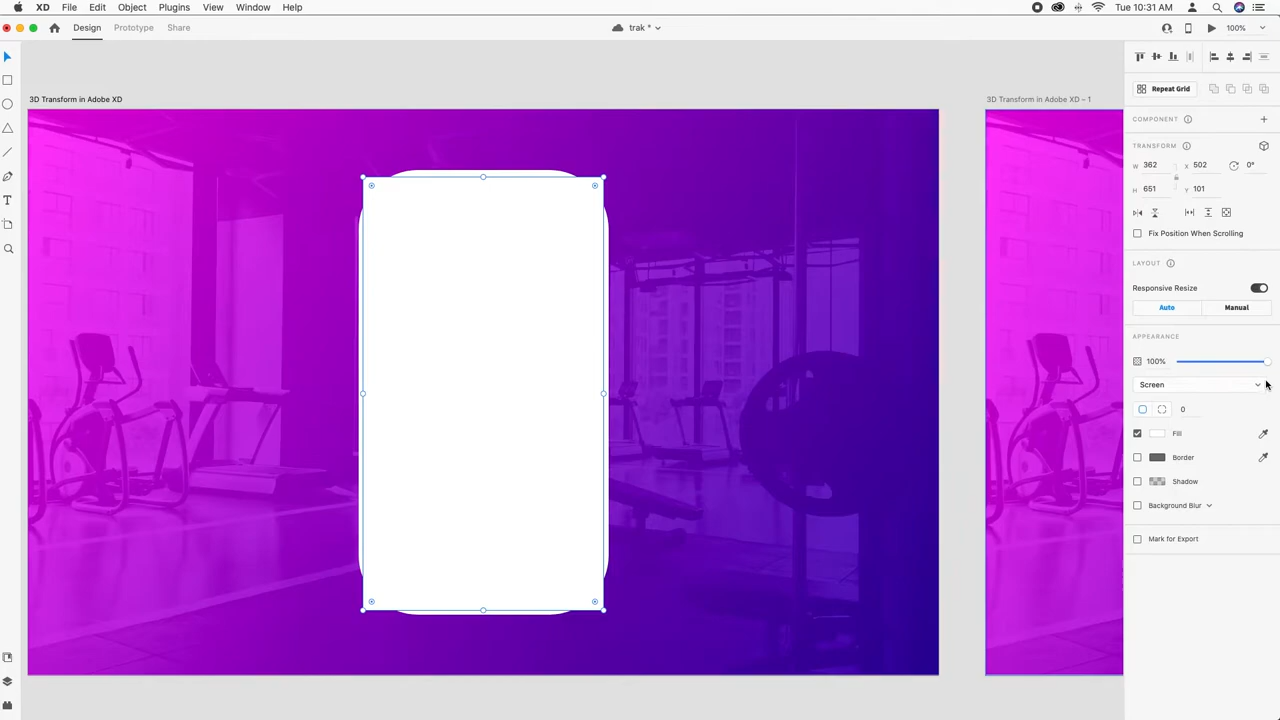 XD File Edit Object Plugins View Window Help Tue 10:31 AM
Design Prototype Share trak * 100%
3D Transform in Adobe XD
3D Transform in Adobe XD – 1
Repeat Grid
COMPONENT
TRANSFORM
W 362 X 502 0°
H 651 Y 101
Fix Position When Scrolling
LAYOUT
Responsive Resize
Auto Manual
APPEARANCE
100%
Screen
0
Fill
Border
Shadow
Background Blur
Mark for Export